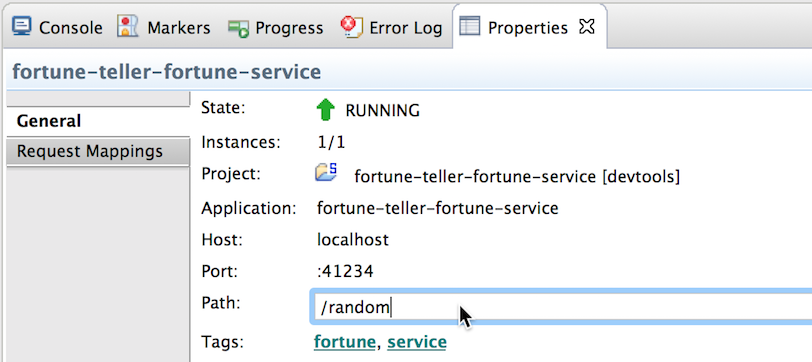 Console Markers Progress Error Log Properties
fortune-teller-fortune-service
General
Request Mappings
State: RUNNING
Instances: 1/1
Project: fortune-teller-fortune-service [devtools]
Application: fortune-teller-fortune-service
Host: localhost
Port: :41234
Path: /random
Tags: fortune, service